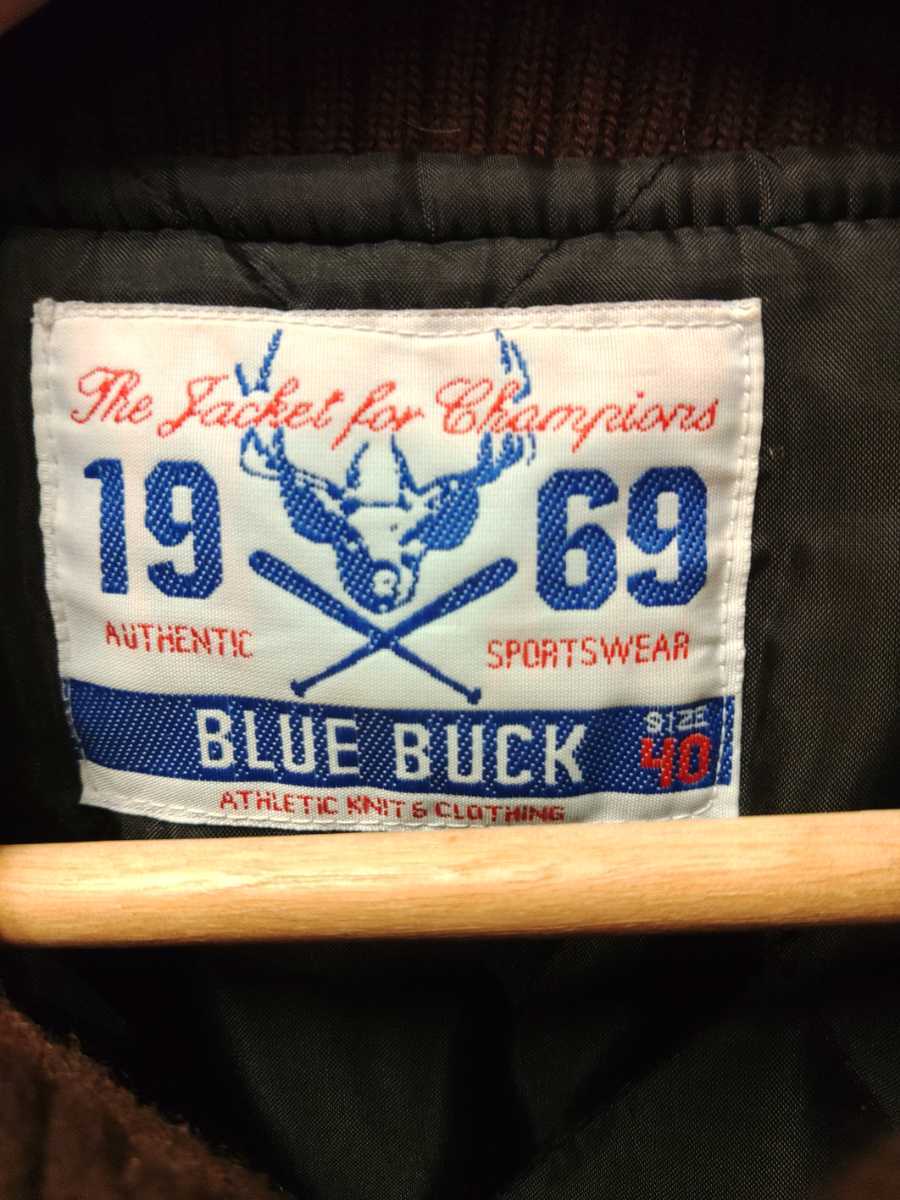 The Jacket for Champions
19 69
AUTHENTIC SPORTSWEAR
BLUE BUCK SIZE 40
ATHLETIC KNIT & CLOTHING